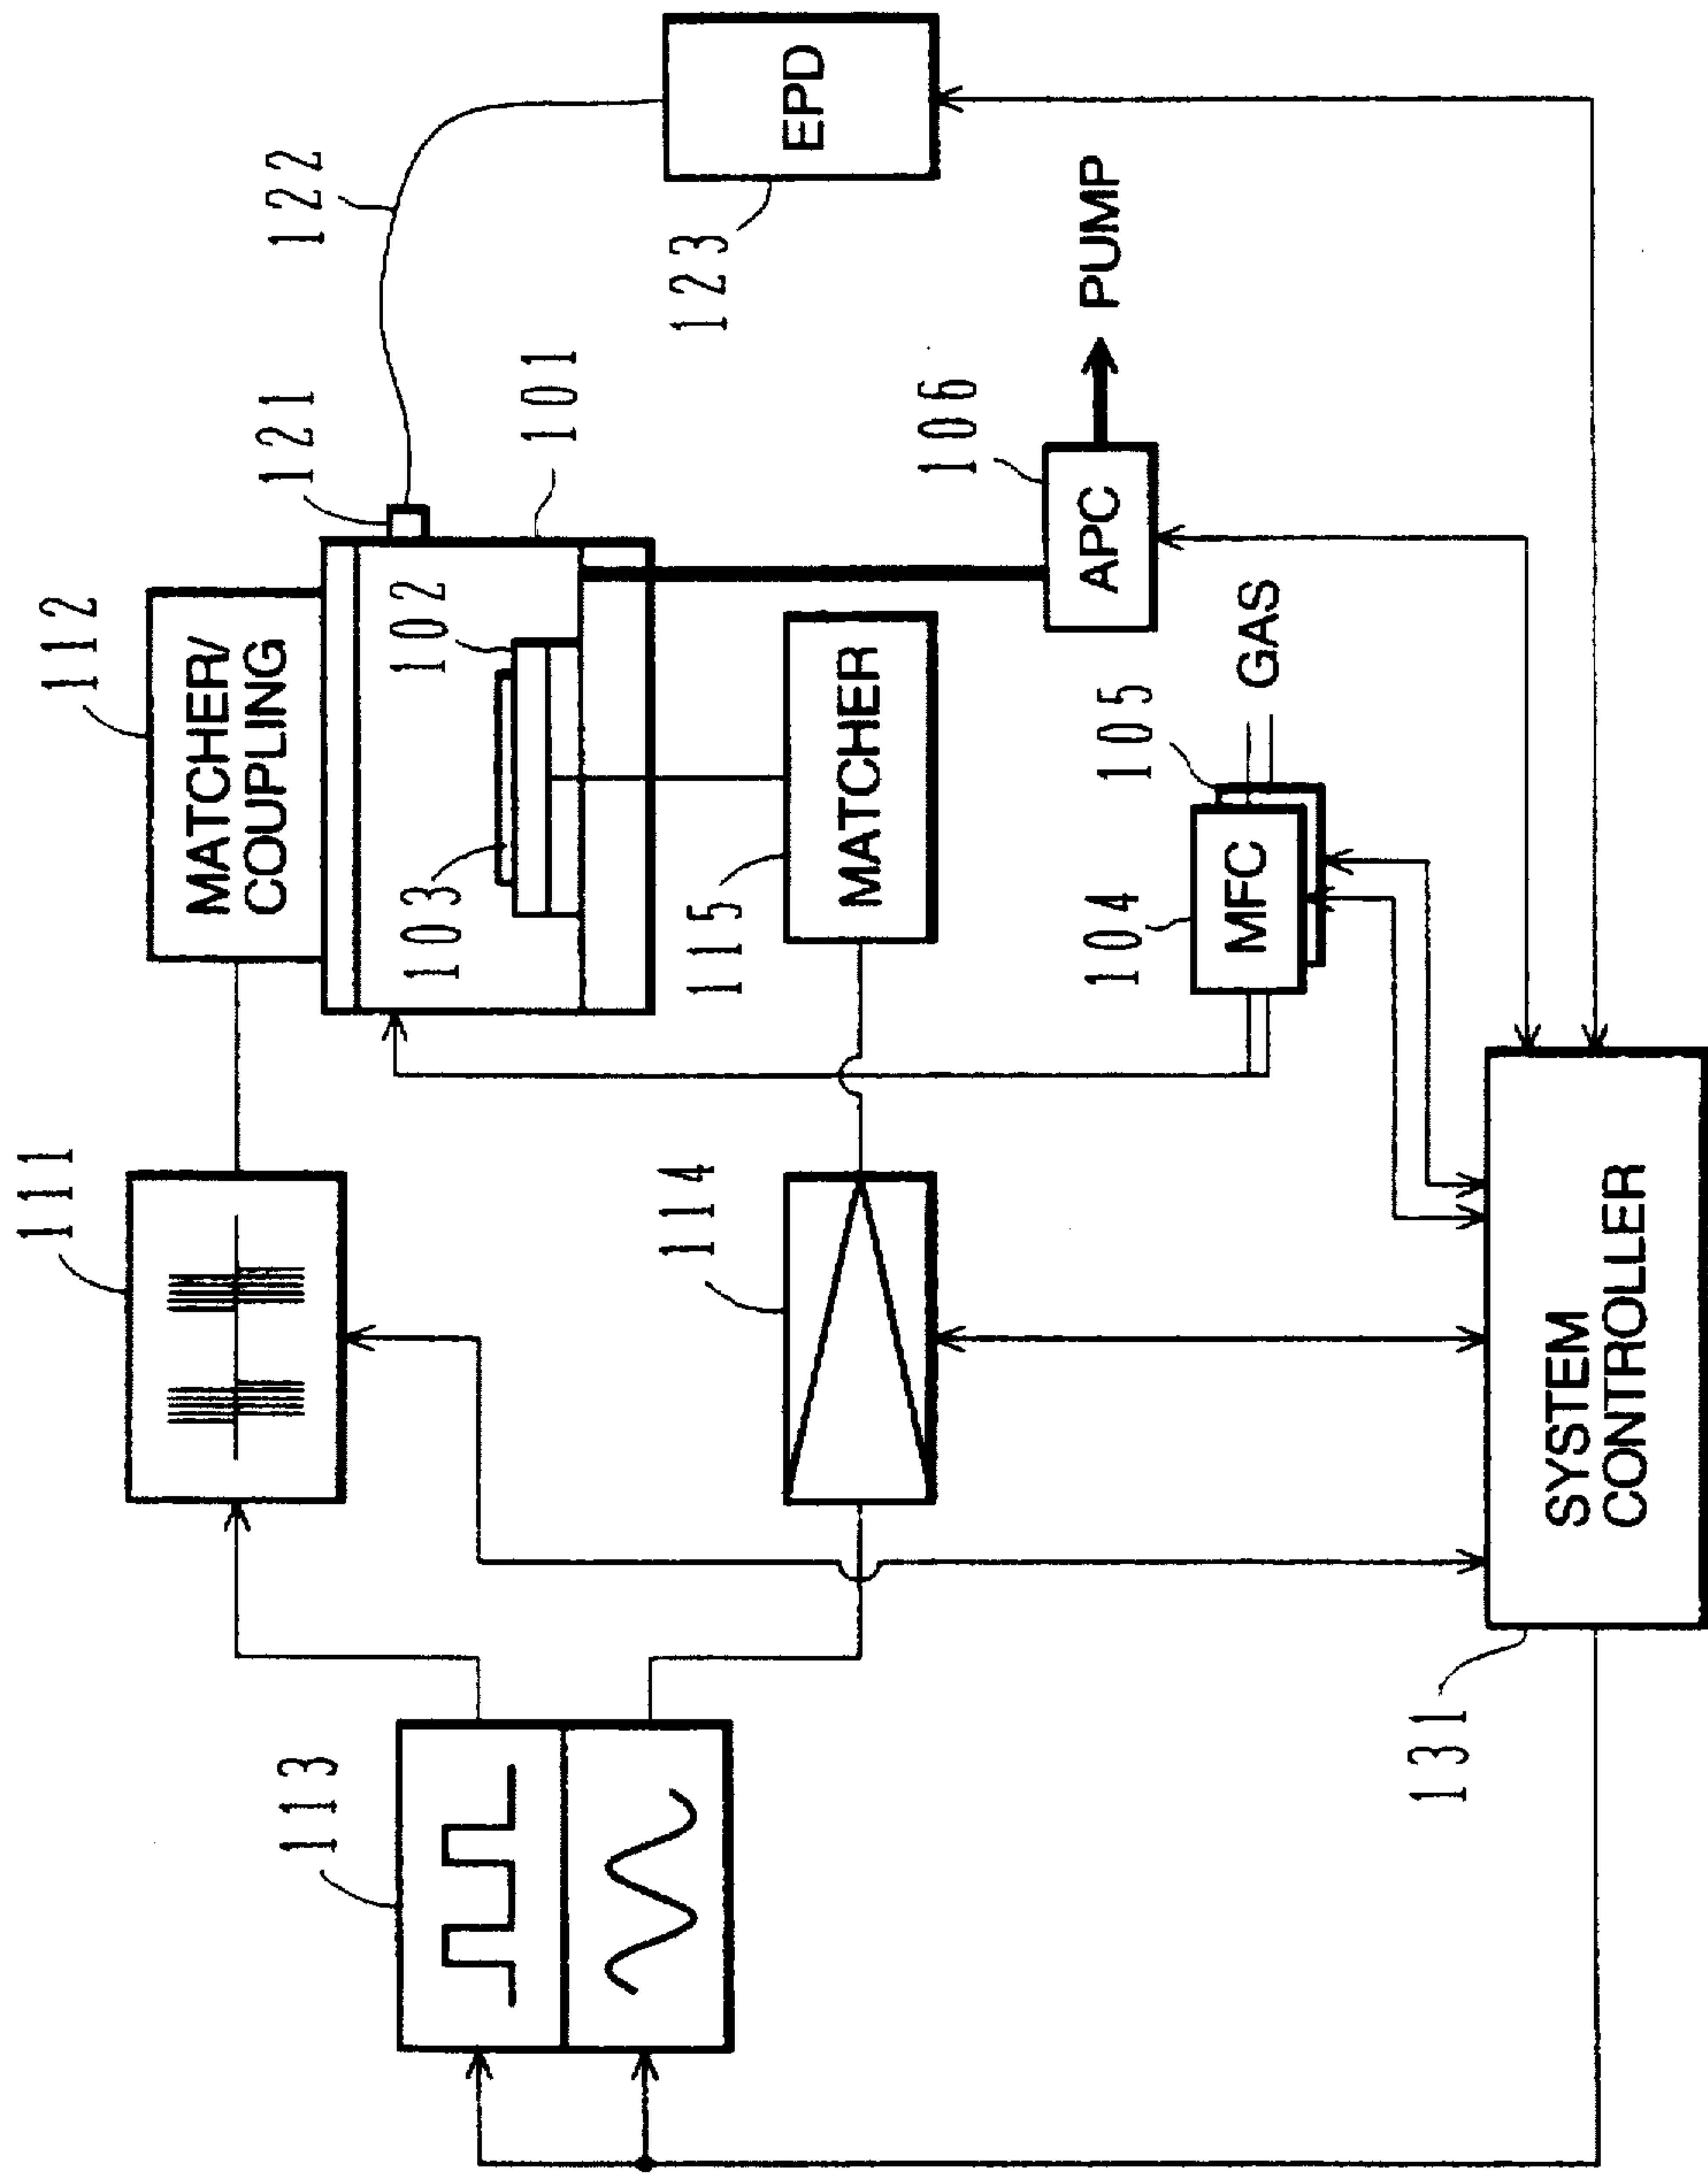 111
112
MATCHER/
COUPLING
121
122
101
102
103
113
114
115
MATCHER
123
EPD
106
APC
PUMP
104
MFC
105
GAS
131
SYSTEM
CONTROLLER